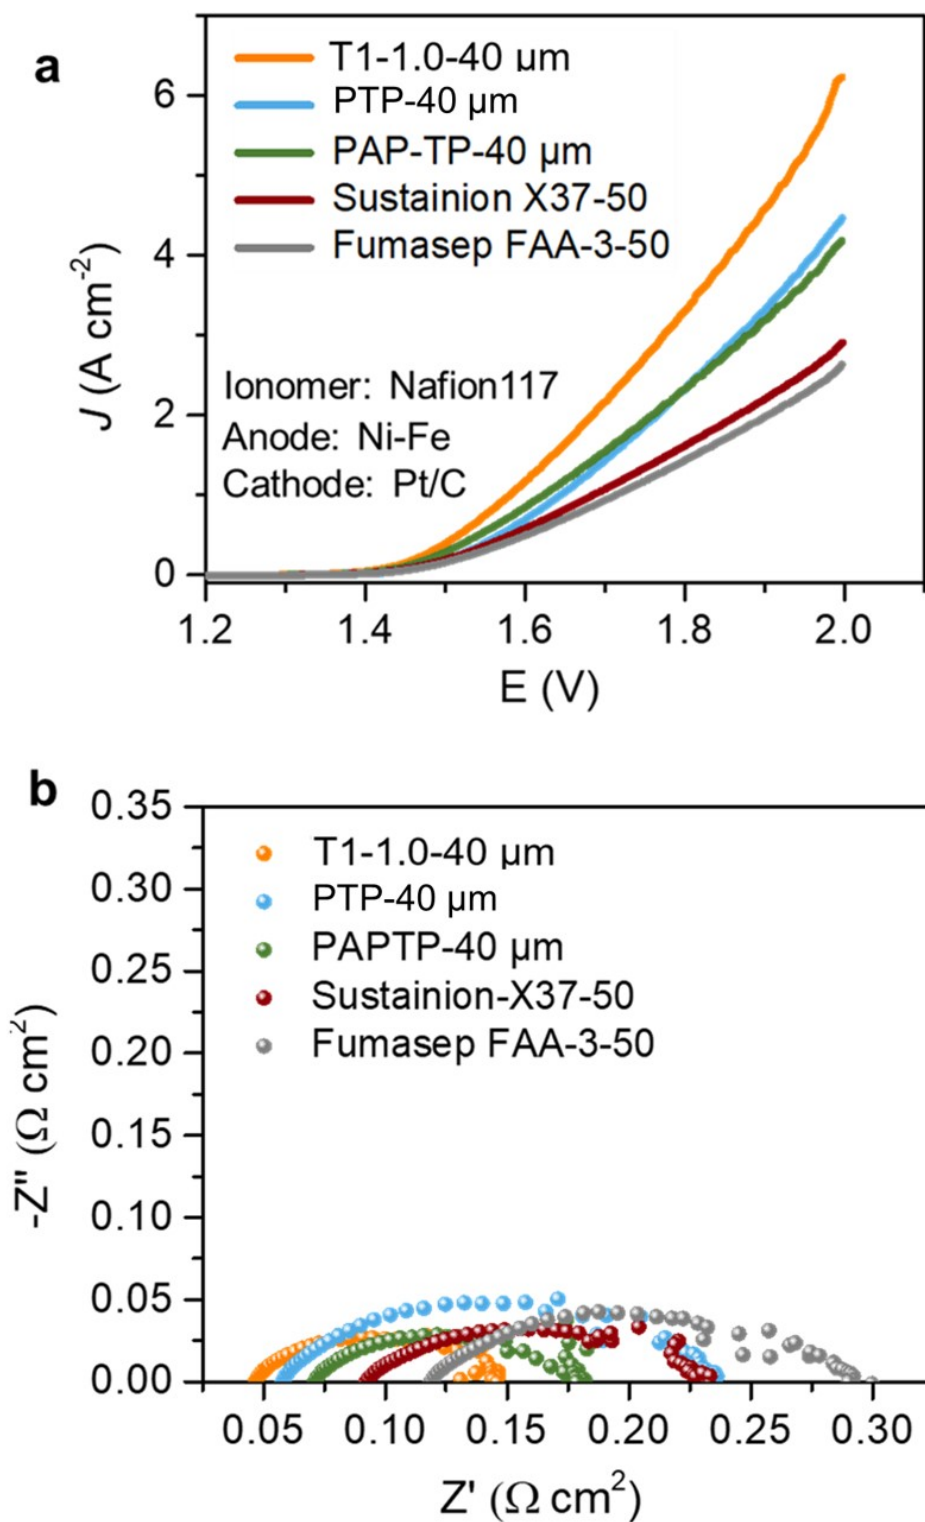 a
T1-1.0-40 μm
PTP-40 μm
PAP-TP-40 μm
Sustainion X37-50
Fumasep FAA-3-50
6
4
2
0
J (A cm⁻²)
Ionomer: Nafion117
Anode: Ni-Fe
Cathode: Pt/C
1.2 1.4 1.6 1.8 2.0
E (V)
b
0.35
0.30
0.25
0.20
0.15
0.10
0.05
0.00
-Z" (Ω cm²)
T1-1.0-40 μm
PTP-40 μm
PAPTP-40 μm
Sustainion-X37-50
Fumasep FAA-3-50
0.05 0.10 0.15 0.20 0.25 0.30
Z' (Ω cm²)